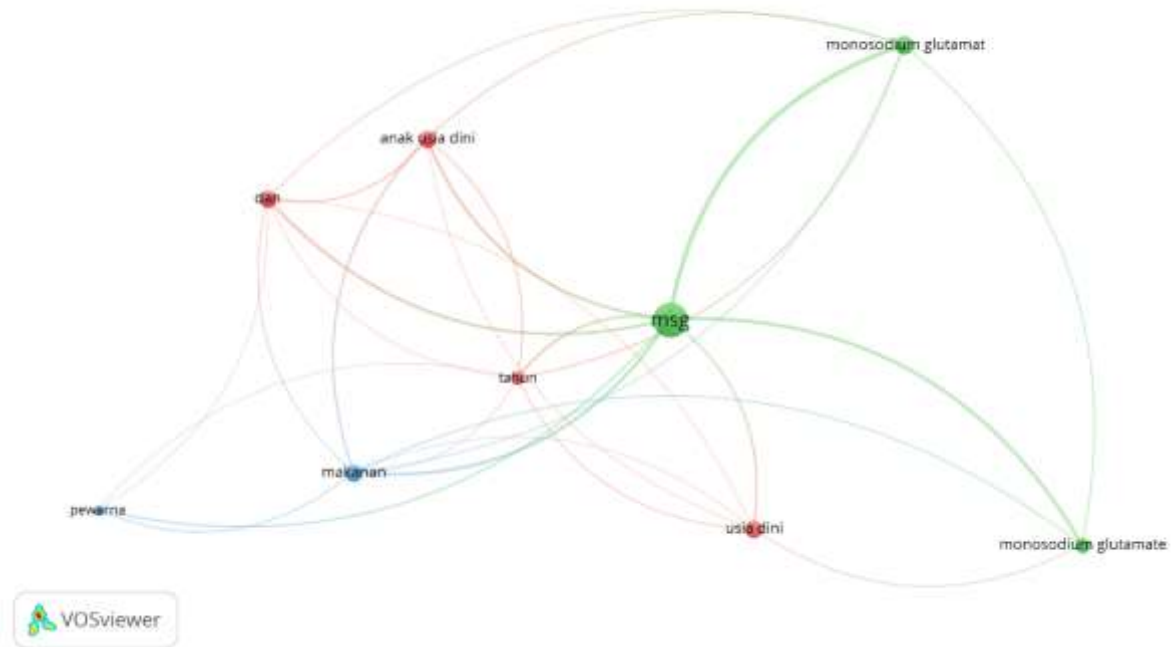 monosodium glutamat
anak usia dini
dan
msg
tahun
makanan
pewarna
usia dini
monosodium glutamate
VOSviewer